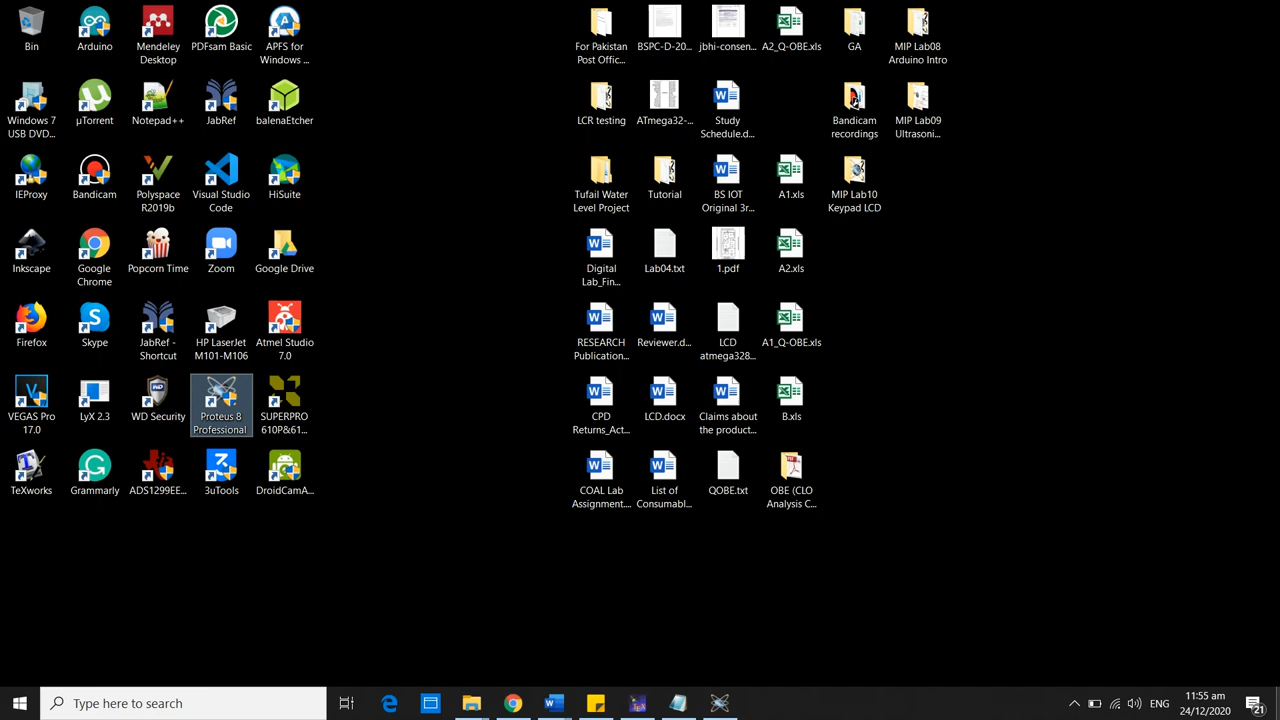 Bin
Arduino
Mendeley
Desktop
PDFsam Basic
APFS for
Windows ...
Windows 7
USB DVD...
µTorrent
Notepad++
JabRef
balenaEtcher
IEProxy
Bandicam
Polyspace
R2019b
Visual Studio
Code
HiSuite
Inkscape
Google
Chrome
Popcorn Time
Zoom
Google Drive
Firefox
Skype
JabRef -
Shortcut
HP LaserJet
M101-M106
Atmel Studio
7.0
VEGAS Pro
17.0
LyX 2.3
WD Security
Proteus 8
Professional
SUPERPRO
610P&61...
TeXworks
Grammarly
ADS1299EE...
3uTools
DroidCamA...
For Pakistan
Post Offic...
BSPC-D-20...
jbhi-consen...
A2_Q-OBE.xls
GA
MIP Lab08
Arduino Intro
LCR testing
ATmega32-...
Study
Schedule.d...
Bandicam
recordings
MIP Lab09
Ultrasoni...
Tufail Water
Level Project
Tutorial
BS IOT
Original 3r...
A1.xls
MIP Lab10
Keypad LCD
Digital
Lab_Fin...
Lab04.txt
1.pdf
A2.xls
RESEARCH
Publication...
Reviewer.d...
LCD
atmega328...
A1_Q-OBE.xls
CPD
Returns_Act...
LCD.docx
Claims about
the product...
B.xls
COAL Lab
Assignment....
List of
Consumabl...
QOBE.txt
OBE (CLO
Analysis C...
Type here to search
ENG
11:55 am
24/12/2020
21